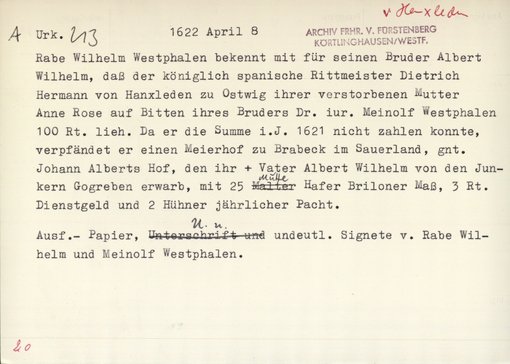 v Hanxleden
A Urk. 213 1622 April 8 ARCHIV FRHR. V. FÜRSTENBERG
KÖRTLINGHAUSEN/WESTF.
Rabe Wilhelm Westphalen bekennt mit für seinen Bruder Albert
Wilhelm, daß der königlich spanische Rittmeister Dietrich
Hermann von Hanxleden zu Ostwig ihrer verstorbenen Mutter
Anne Rose auf Bitten ihres Bruders Dr. iur. Meinolf Westphalen
100 Rt. lieh. Da er die Summe i.J. 1621 nicht zahlen konnte,
verpfändet er einen Meierhof zu Brabeck im Sauerland, gnt.
Johann Alberts Hof, den ihr + Vater Albert Wilhelm von den Jun-
kern Gogreben erwarb, mit 25 Malter Mütte Hafer Briloner Maß, 3 Rt.
Dienstgeld und 2 Hühner jährlicher Pacht.
Ausf.- Papier, Unterschrift und U. u. undeutl. Signete v. Rabe Wil-
helm und Meinolf Westphalen.
20